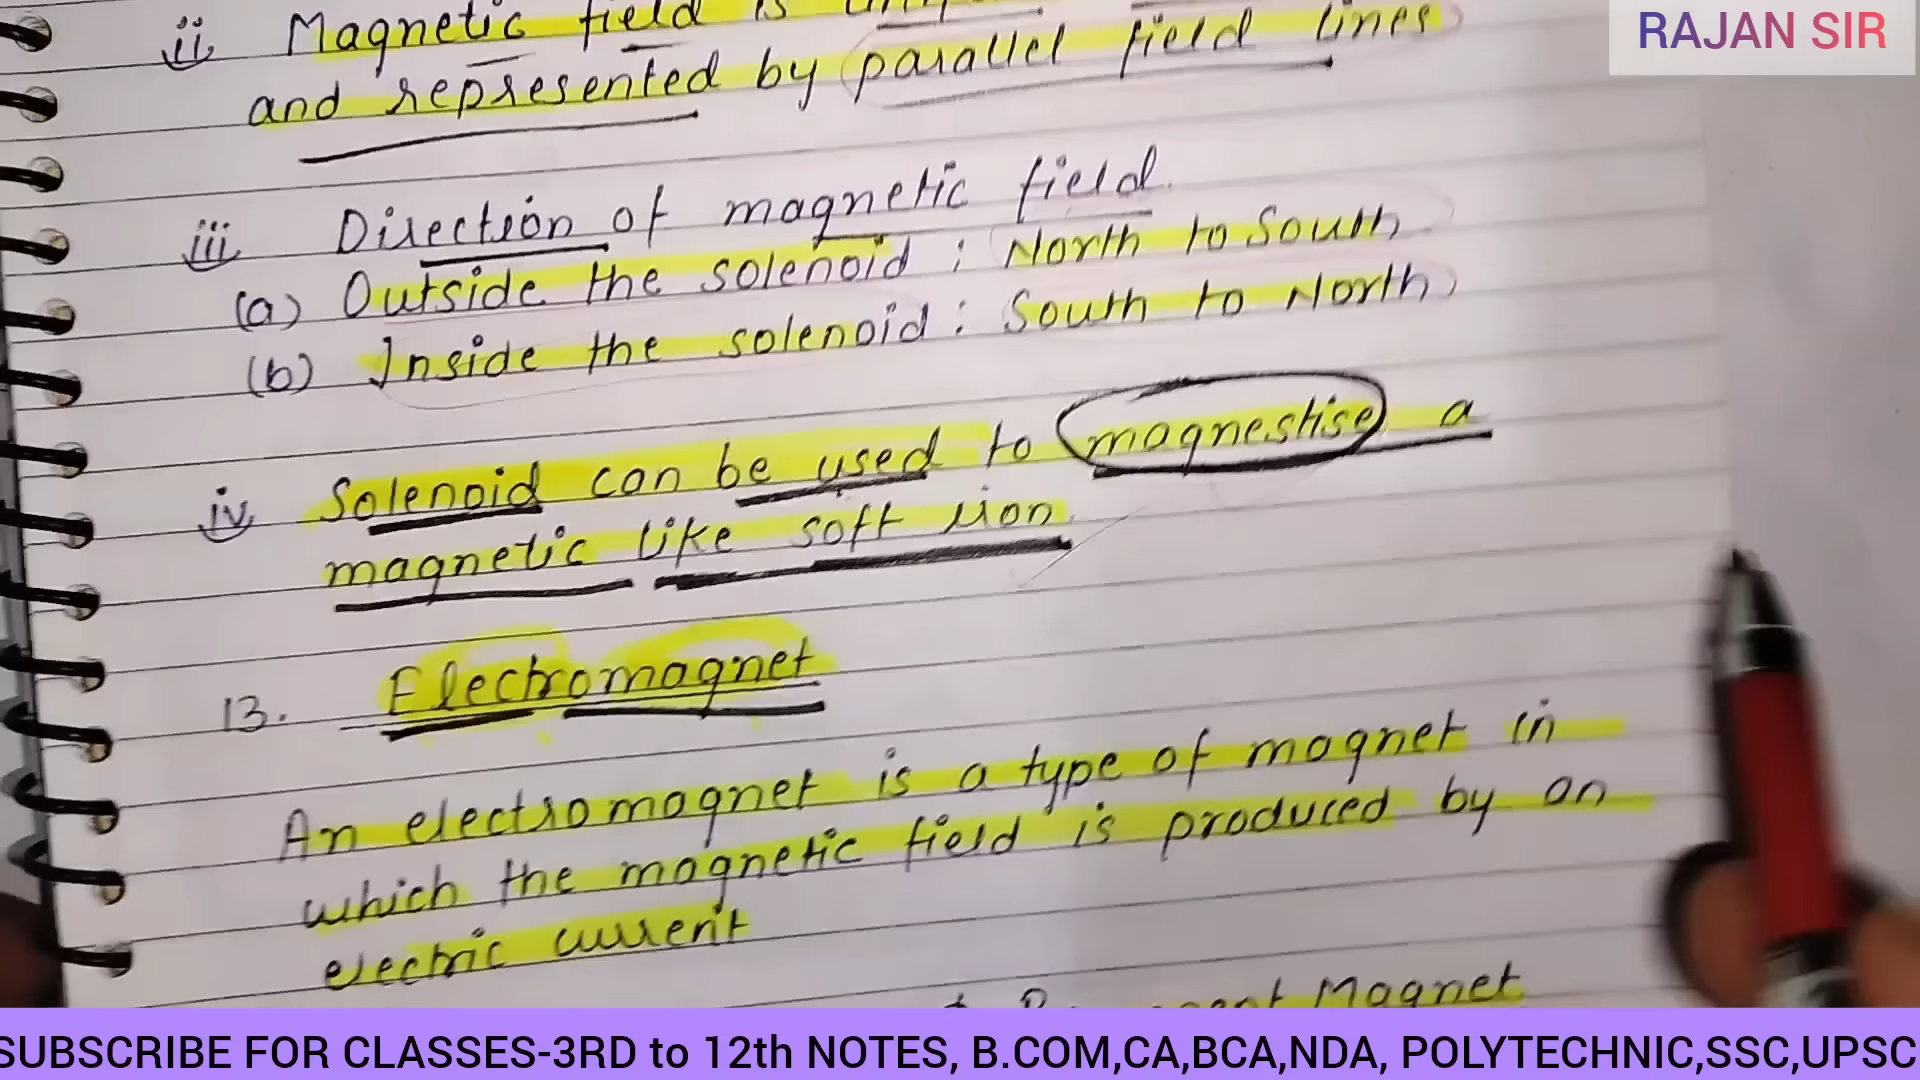 RAJAN SIR
ii Magnetic field is
and represented by parallel field lines
iii Direction of magnetic field.
(a) Outside the solenoid : North to South
(b) Inside the solenoid : South to North
iv Solenoid can be used to magnestise a
magnetic like soft iron.
13. Electromagnet
An electromagnet is a type of magnet in
which the magnetic field is produced by an
electric current
Magnet
SUBSCRIBE FOR CLASSES-3RD to 12th NOTES, B.COM,CA,BCA,NDA, POLYTECHNIC,SSC,UPSC